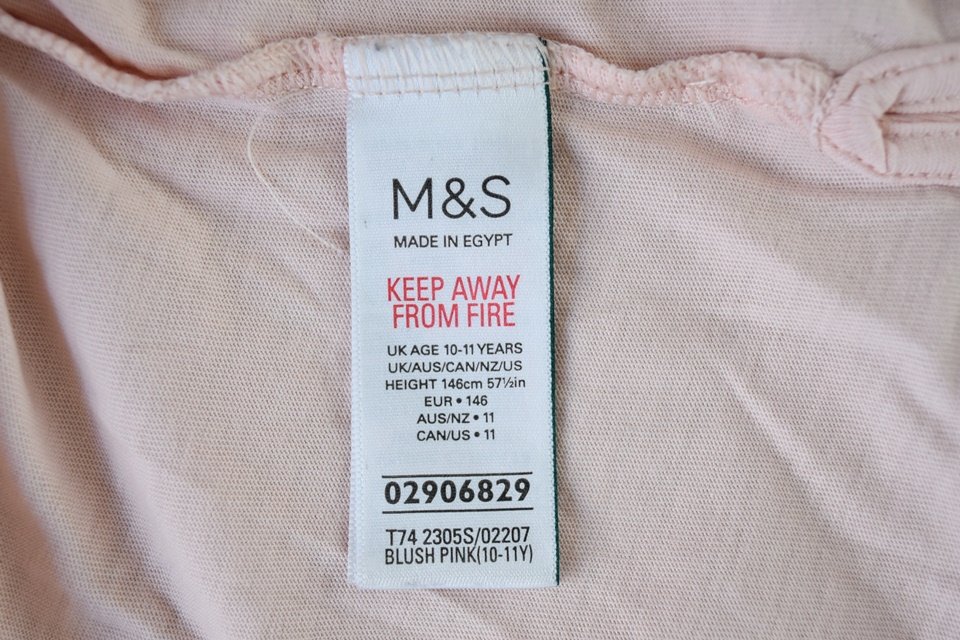 M&S
MADE IN EGYPT
KEEP AWAY
FROM FIRE
UK AGE 10-11 YEARS
UK/AUS/CAN/NZ/US
HEIGHT 146cm 57½in
EUR • 146
AUS/NZ • 11
CAN/US • 11
02906829
T74 2305S/02207
BLUSH PINK(10-11Y)